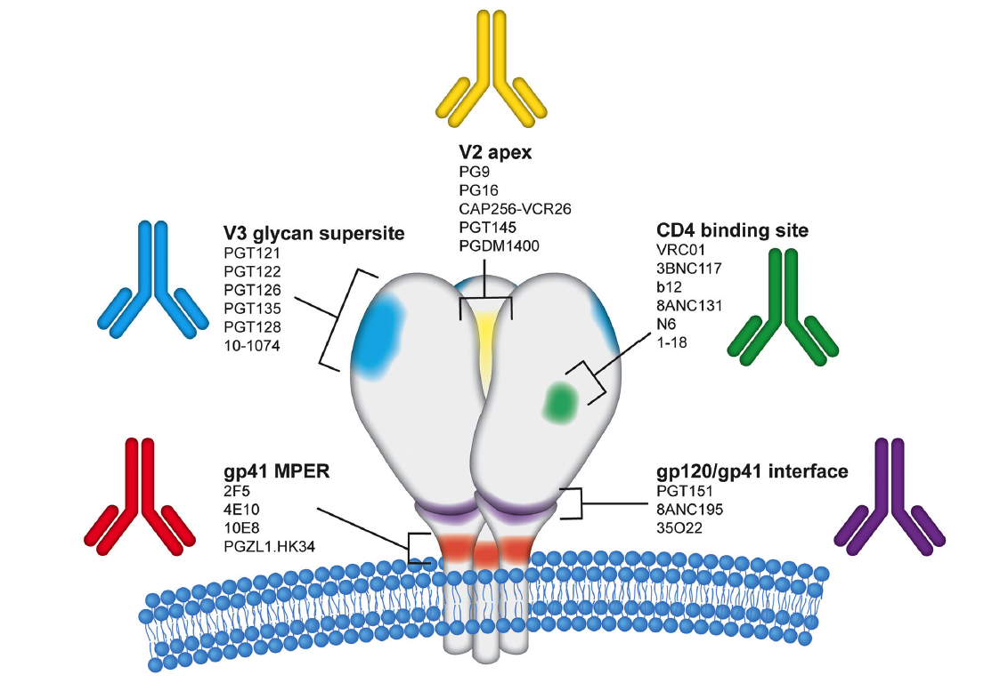 V2 apex
PG9
PG16
CAP256-VCR26
PGT145
PGDM1400
V3 glycan supersite
PGT121
PGT122
PGT126
PGT135
PGT128
10-1074
CD4 binding site
VRC01
3BNC117
b12
8ANC131
N6
1-18
gp41 MPER
2F5
4E10
10E8
PGZL1.HK34
gp120/gp41 interface
PGT151
8ANC195
35O22